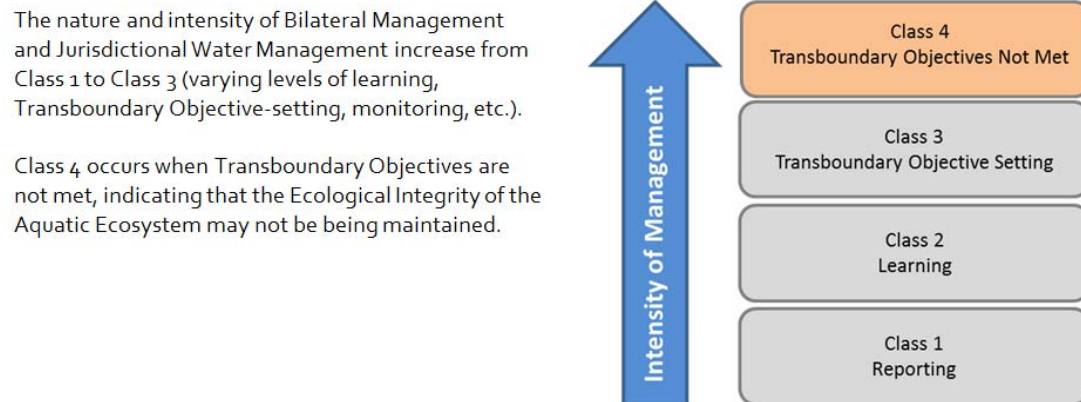 The nature and intensity of Bilateral Management
and Jurisdictional Water Management increase from
Class 1 to Class 3 (varying levels of learning,
Transboundary Objective-setting, monitoring, etc.).
Class 4 occurs when Transboundary Objectives are
not met, indicating that the Ecological Integrity of the
Aquatic Ecosystem may not be being maintained.
Intensity of Management
Class 4
Transboundary Objectives Not Met
Class 3
Transboundary Objective Setting
Class 2
Learning
Class 1
Reporting